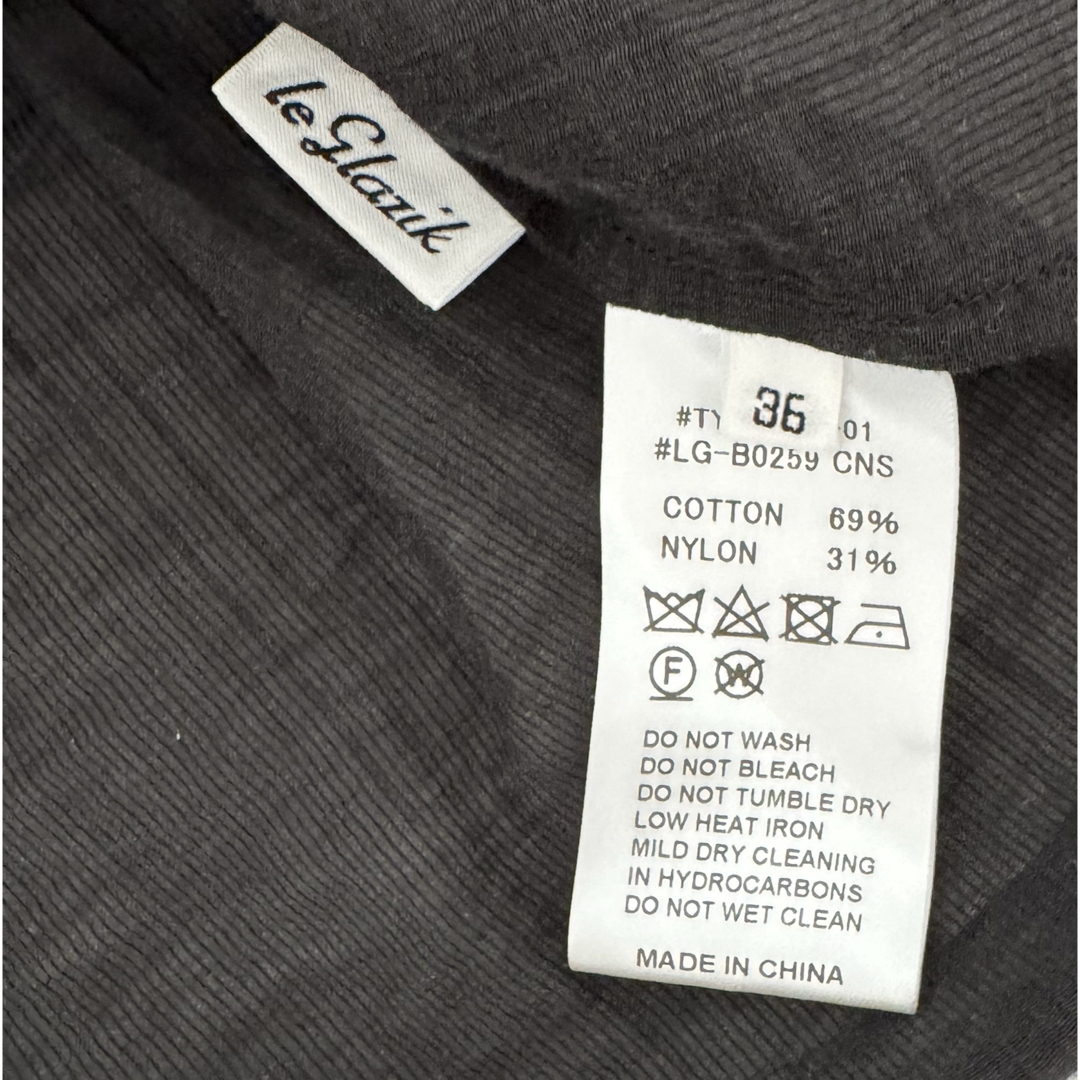 le Glazik
36
#TY 01
#LG-B0259 CNS
COTTON 69%
NYLON 31%
F W
DO NOT WASH
DO NOT BLEACH
DO NOT TUMBLE DRY
LOW HEAT IRON
MILD DRY CLEANING
IN HYDROCARBONS
DO NOT WET CLEAN
MADE IN CHINA